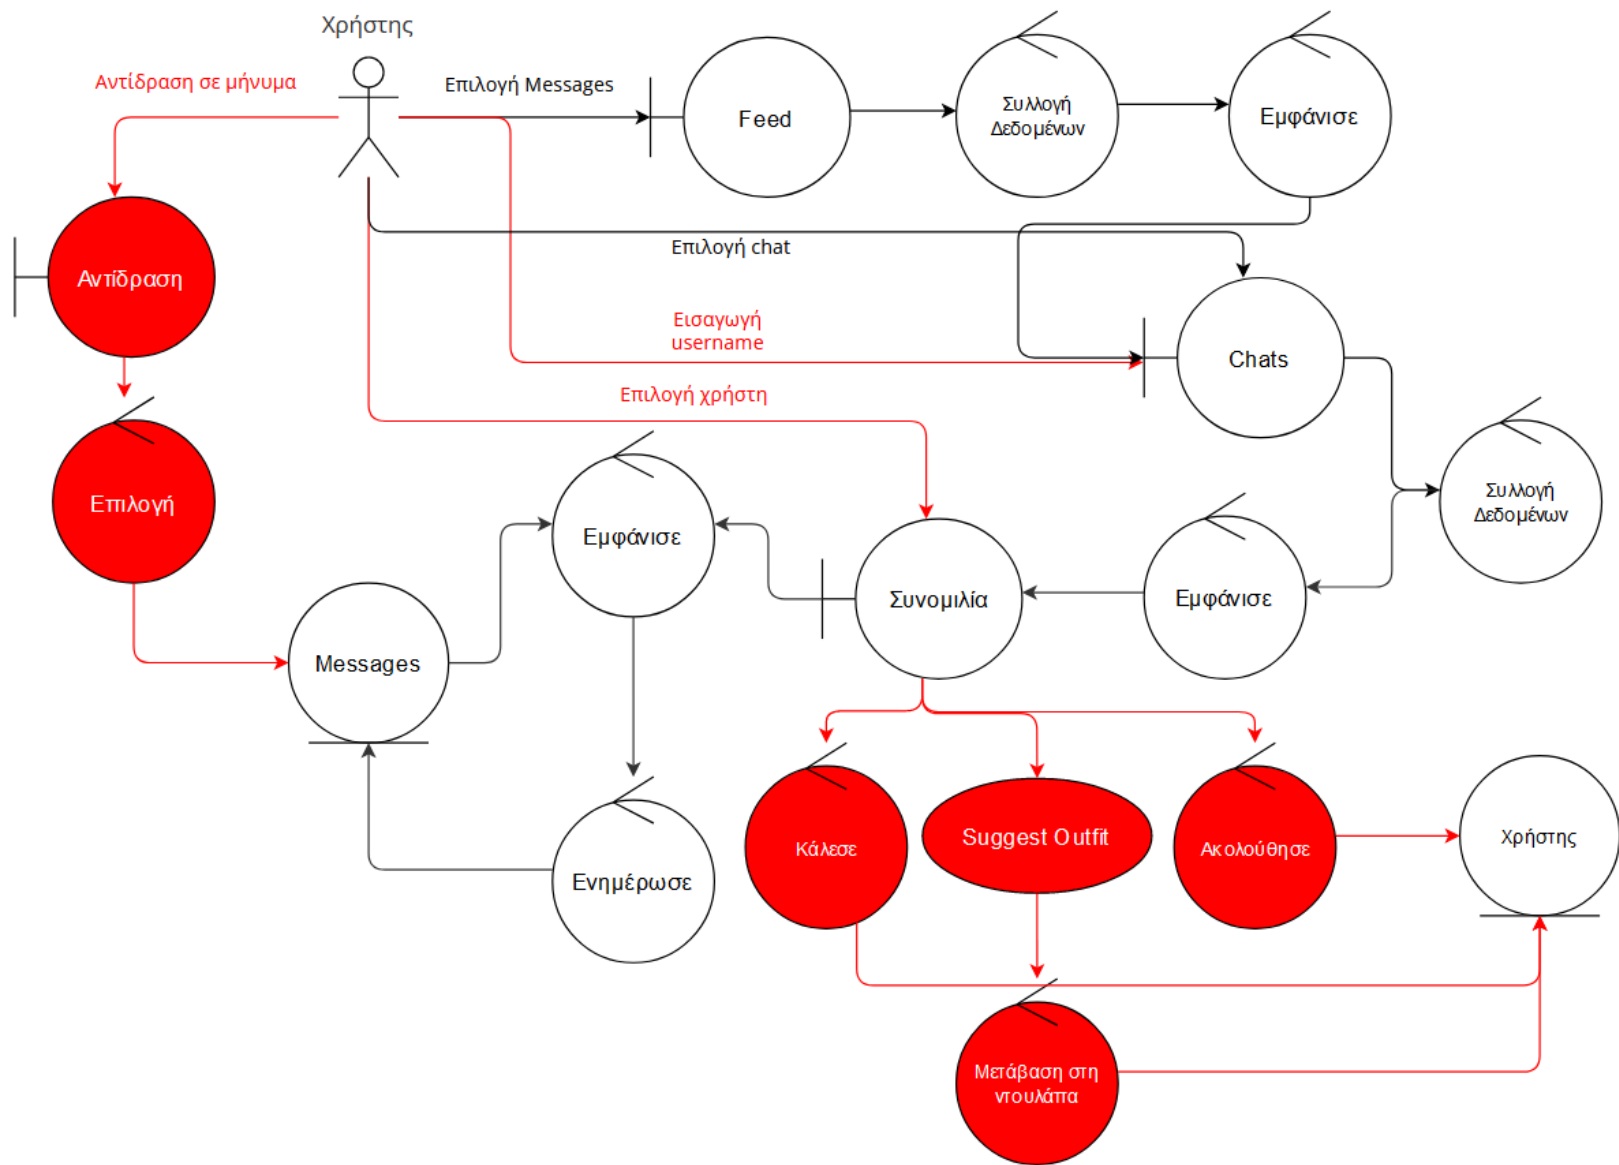 Χρήστης
Αντίδραση σε μήνυμα
Επιλογή Messages
Feed
Συλλογή
Δεδομένων
Εμφάνισε
Επιλογή chat
Αντίδραση
Εισαγωγή
username
Chats
Επιλογή χρήστη
Επιλογή
Εμφάνισε
Συλλογή
Δεδομένων
Συνομιλία
Εμφάνισε
Messages
Κάλεσε
Suggest Outfit
Ακολούθησε
Χρήστης
Ενημέρωσε
Μετάβαση στη
ντουλάπα